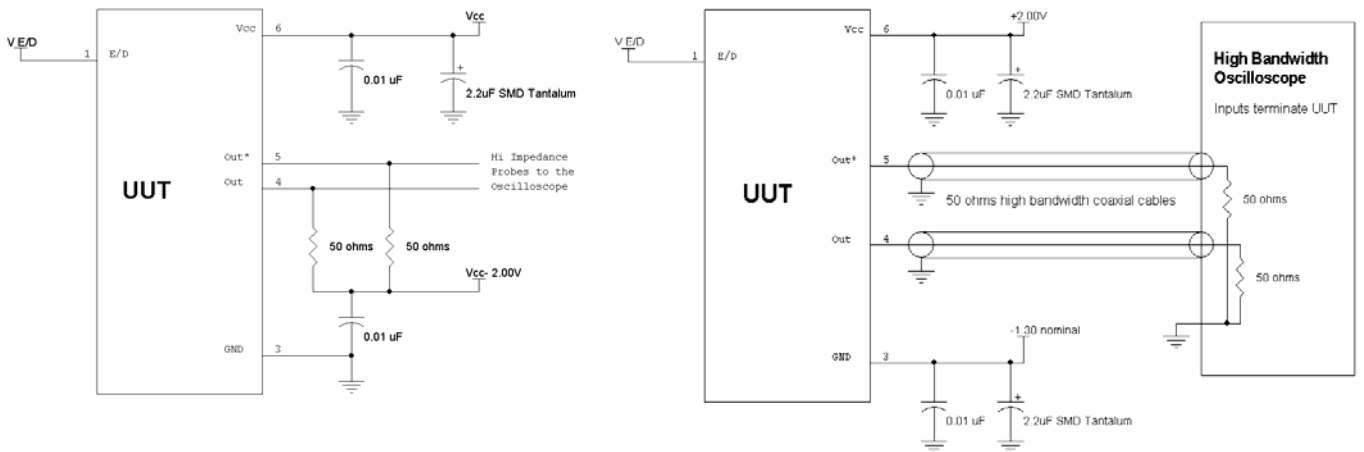 Vcc
Vcc
6
V E/D
1
E/D
0.01 uF
2.2uF SMD Tantalum
+
Out*
5
Hi Impedance
Probes to the
Oscilloscope
Out
4
UUT
50 ohms
50 ohms
Vcc- 2.00V
0.01 uF
GND
3
+2.00V
Vcc
6
V E/D
1
E/D
0.01 uF
2.2uF SMD Tantalum
+
High Bandwidth
Oscilloscope
Inputs terminate UUT
Out*
5
UUT
50 ohms high bandwidth coaxial cables
50 ohms
Out
4
50 ohms
-1.30 nominal
GND
3
0.01 uF
2.2uF SMD Tantalum
+